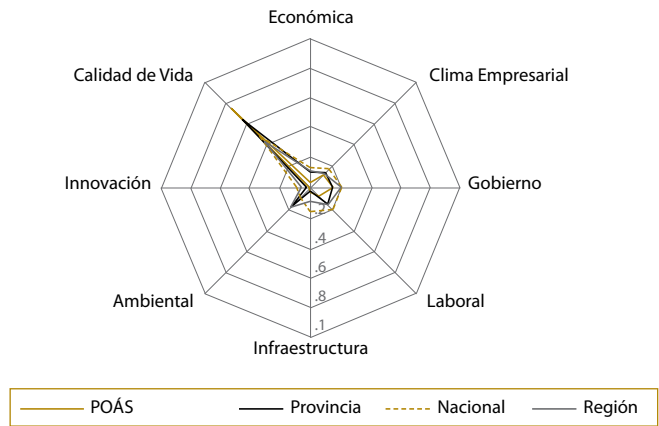 Económica
Calidad de Vida
Clima Empresarial
Innovación
Gobierno
.2
.4
.6
Ambiental
Laboral
.8
.1
Infraestructura
POÁS Provincia Nacional Región